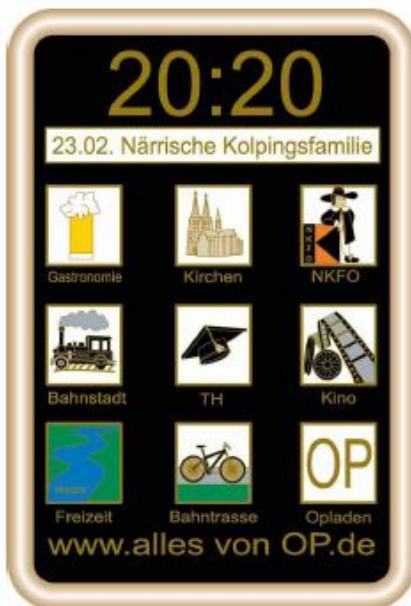 20:20
23.02. Närrische Kolpingsfamilie
NKFO
Gastronomie Kirchen NKFO
Bahnstadt TH Kino
OP
Freizeit Bahntrasse Opladen
www.alles von OP.de